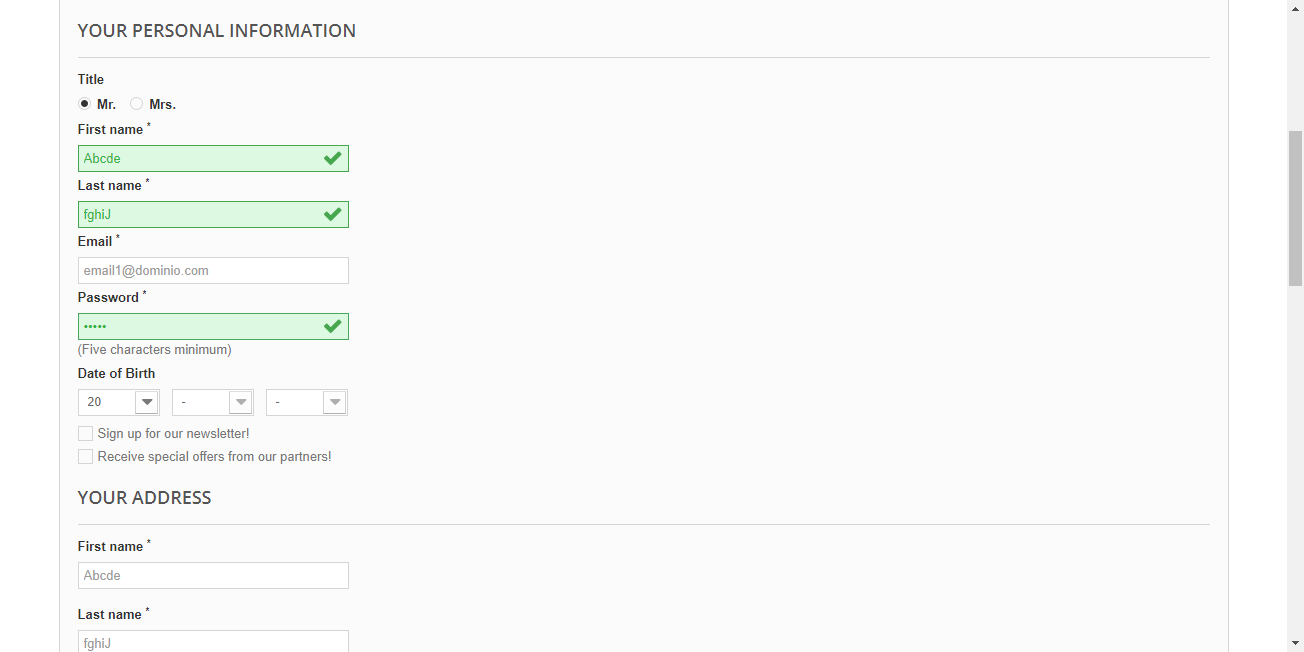 YOUR PERSONAL INFORMATION
Title
Mr. Mrs.
First name *
Abcde
Last name *
fghiJ
Email *
email1@dominio.com
Password *
•••••
(Five characters minimum)
Date of Birth
20 - -
Sign up for our newsletter!
Receive special offers from our partners!
YOUR ADDRESS
First name *
Abcde
Last name *
fghiJ